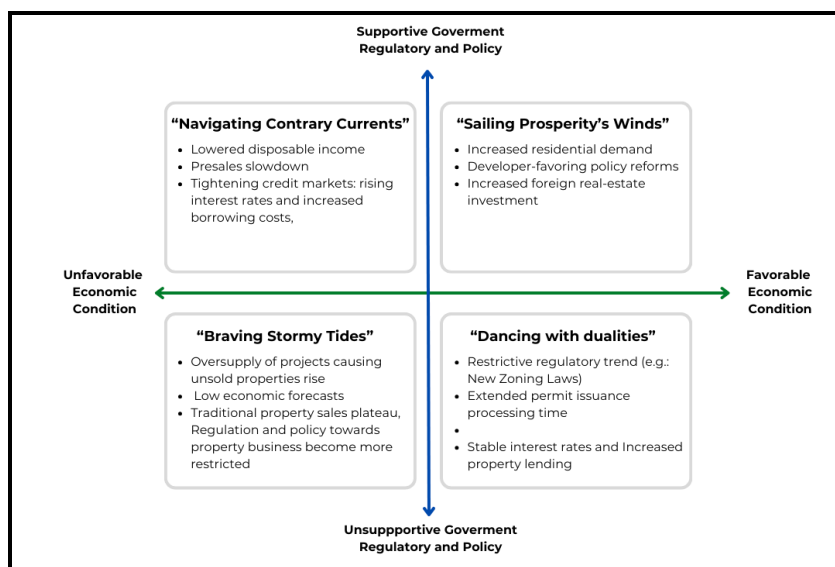 Supportive Goverment
Regulatory and Policy
“Navigating Contrary Currents”
• Lowered disposable income
• Presales slowdown
• Tightening credit markets: rising
interest rates and increased
borrowing costs,
“Sailing Prosperity’s Winds”
• Increased residential demand
• Developer-favoring policy reforms
• Increased foreign real-estate
investment
Unfavorable
Economic
Condition
Favorable
Economic
Condition
“Braving Stormy Tides”
• Oversupply of projects causing
unsold properties rise
• Low economic forecasts
• Traditional property sales plateau,
Regulation and policy towards
property business become more
restricted
“Dancing with dualities”
• Restrictive regulatory trend (e.g.:
New Zoning Laws)
• Extended permit issuance
processing time
•
• Stable interest rates and Increased
property lending
Unsuppportive Goverment
Regulatory and Policy